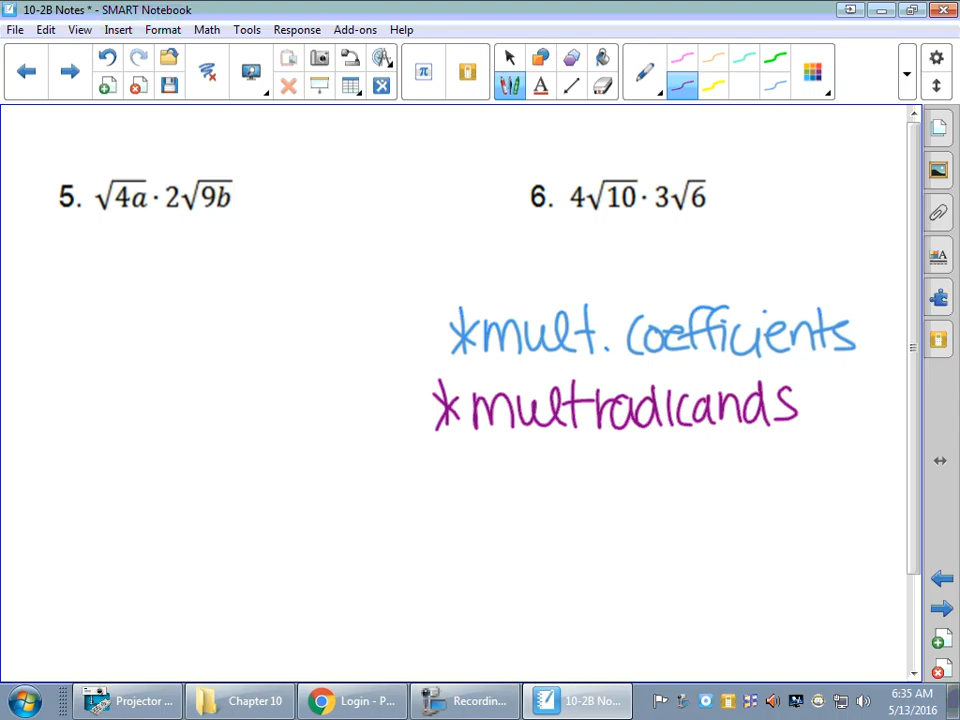 10-2B Notes * - SMART Notebook
File Edit View Insert Format Math Tools Response Add-ons Help
5. √4a · 2√9b
6. 4√10 · 3√6
*mult. coefficients
*multradicands
Projector ...
Chapter 10
Login - P...
Recordin...
10-2B No...
6:35 AM
5/13/2016